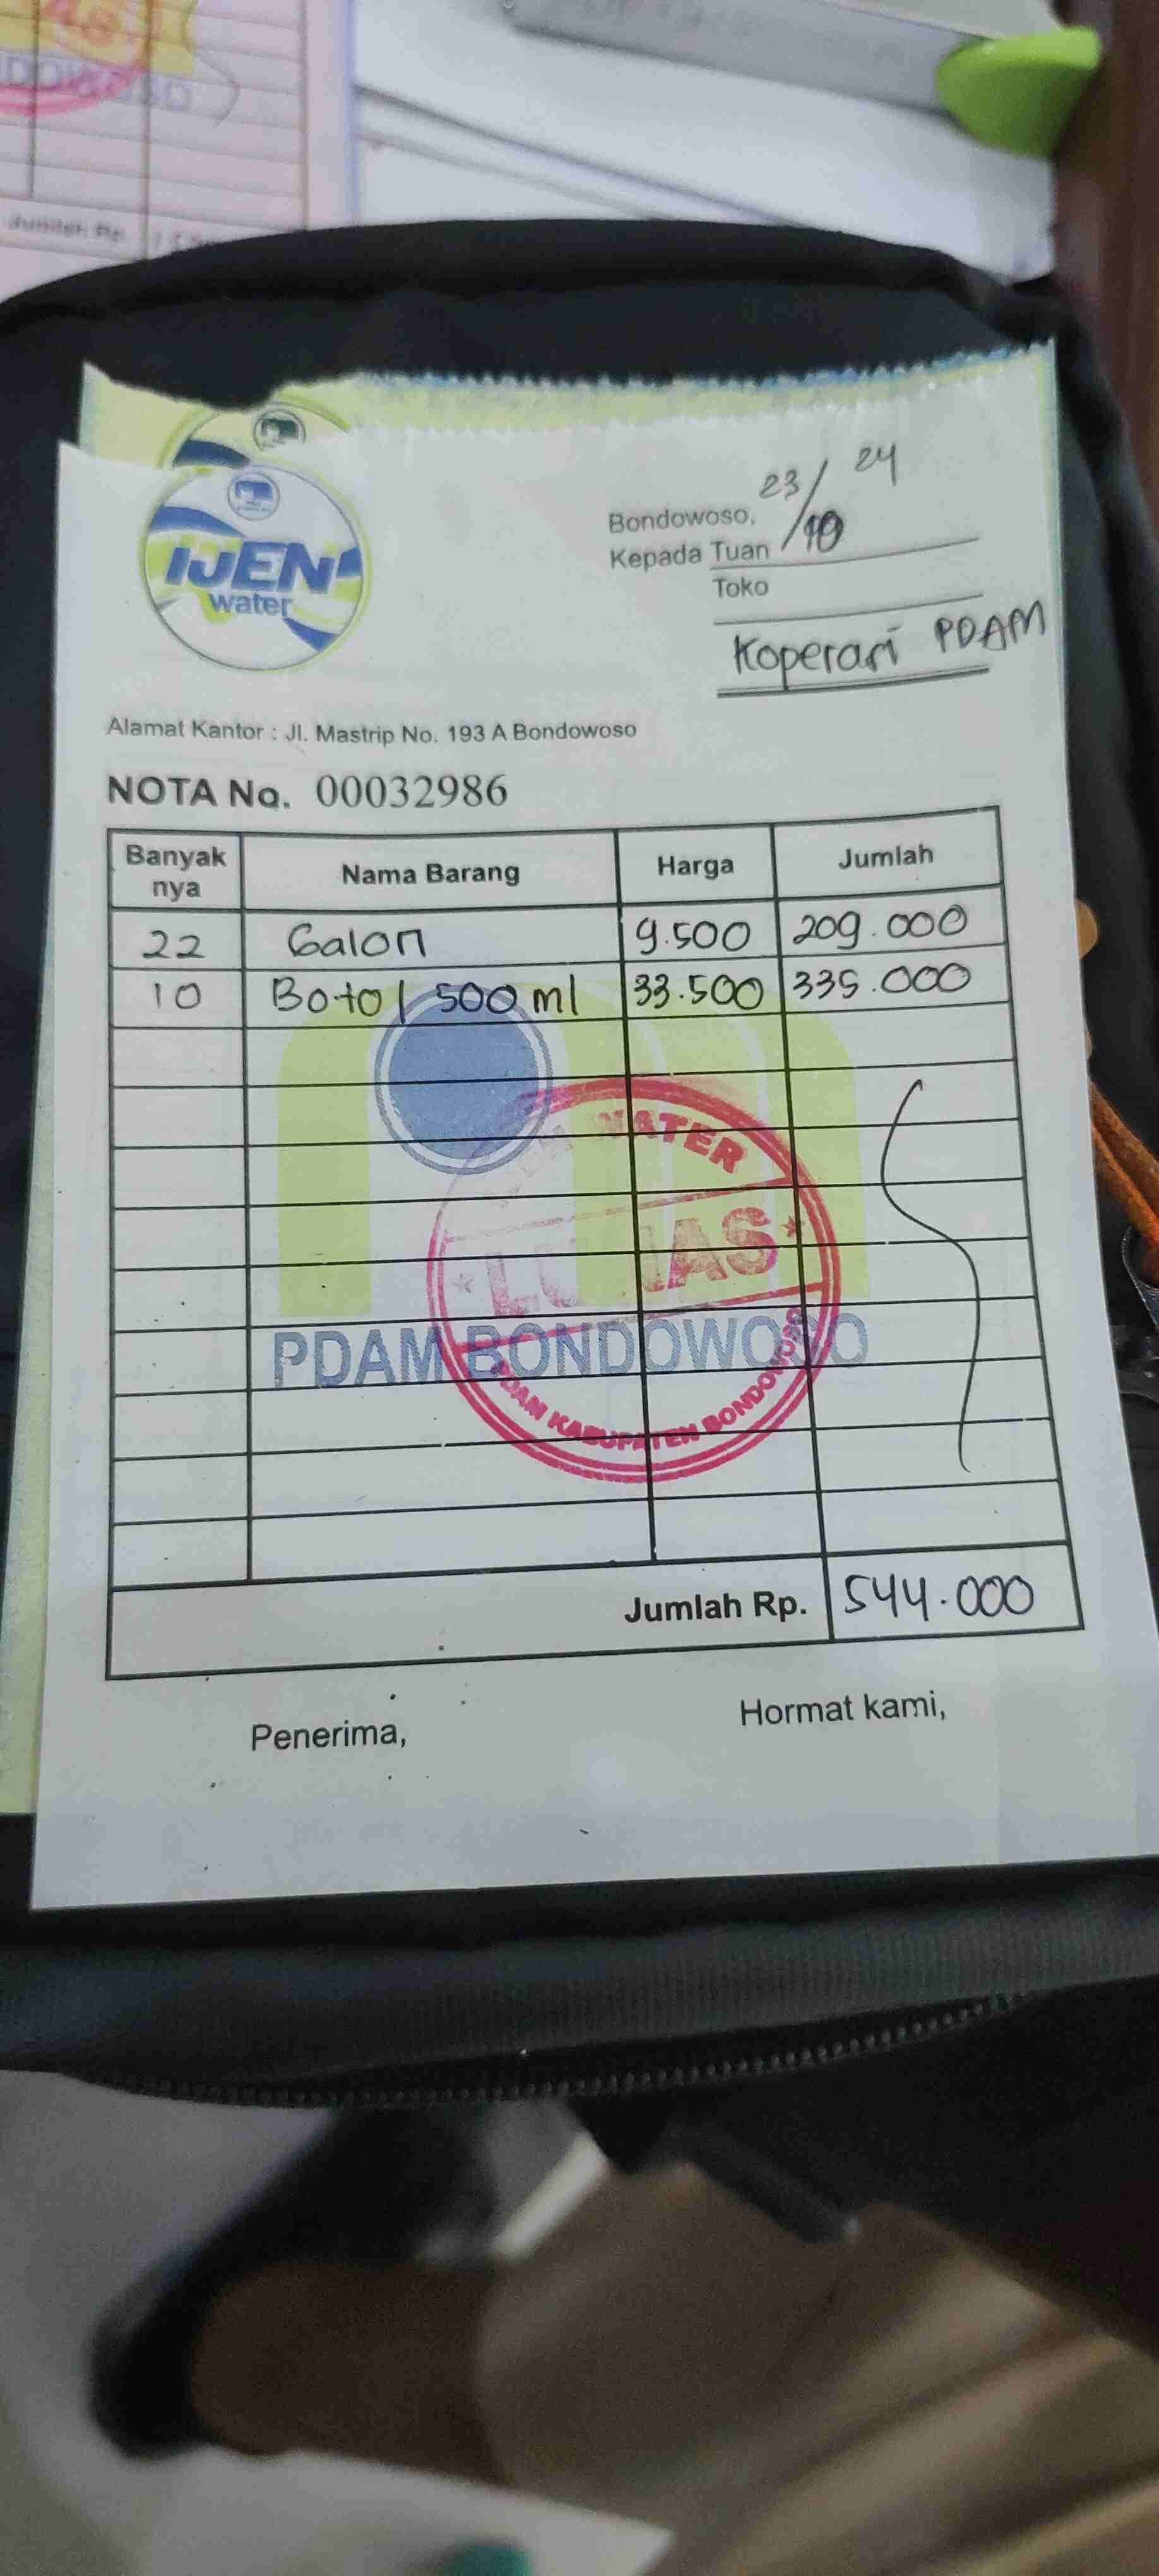 Jumlah Rp.
IJEN
water
23/10 24
Bondowoso,
Kepada Tuan
Toko
Koperasi PDAM
Alamat Kantor : Jl. Mastrip No. 193 A Bondowoso
NOTA No. 00032986
Banyak nya Nama Barang Harga Jumlah
22 Galon 9.500 209.000
10 Botol 500 ml 33.500 335.000
WATER
LUNAS
PDAM BONDOWOSO
PDAM KABUPATEN BONDOWOSO
Jumlah Rp. 544.000
Penerima, Hormat kami,